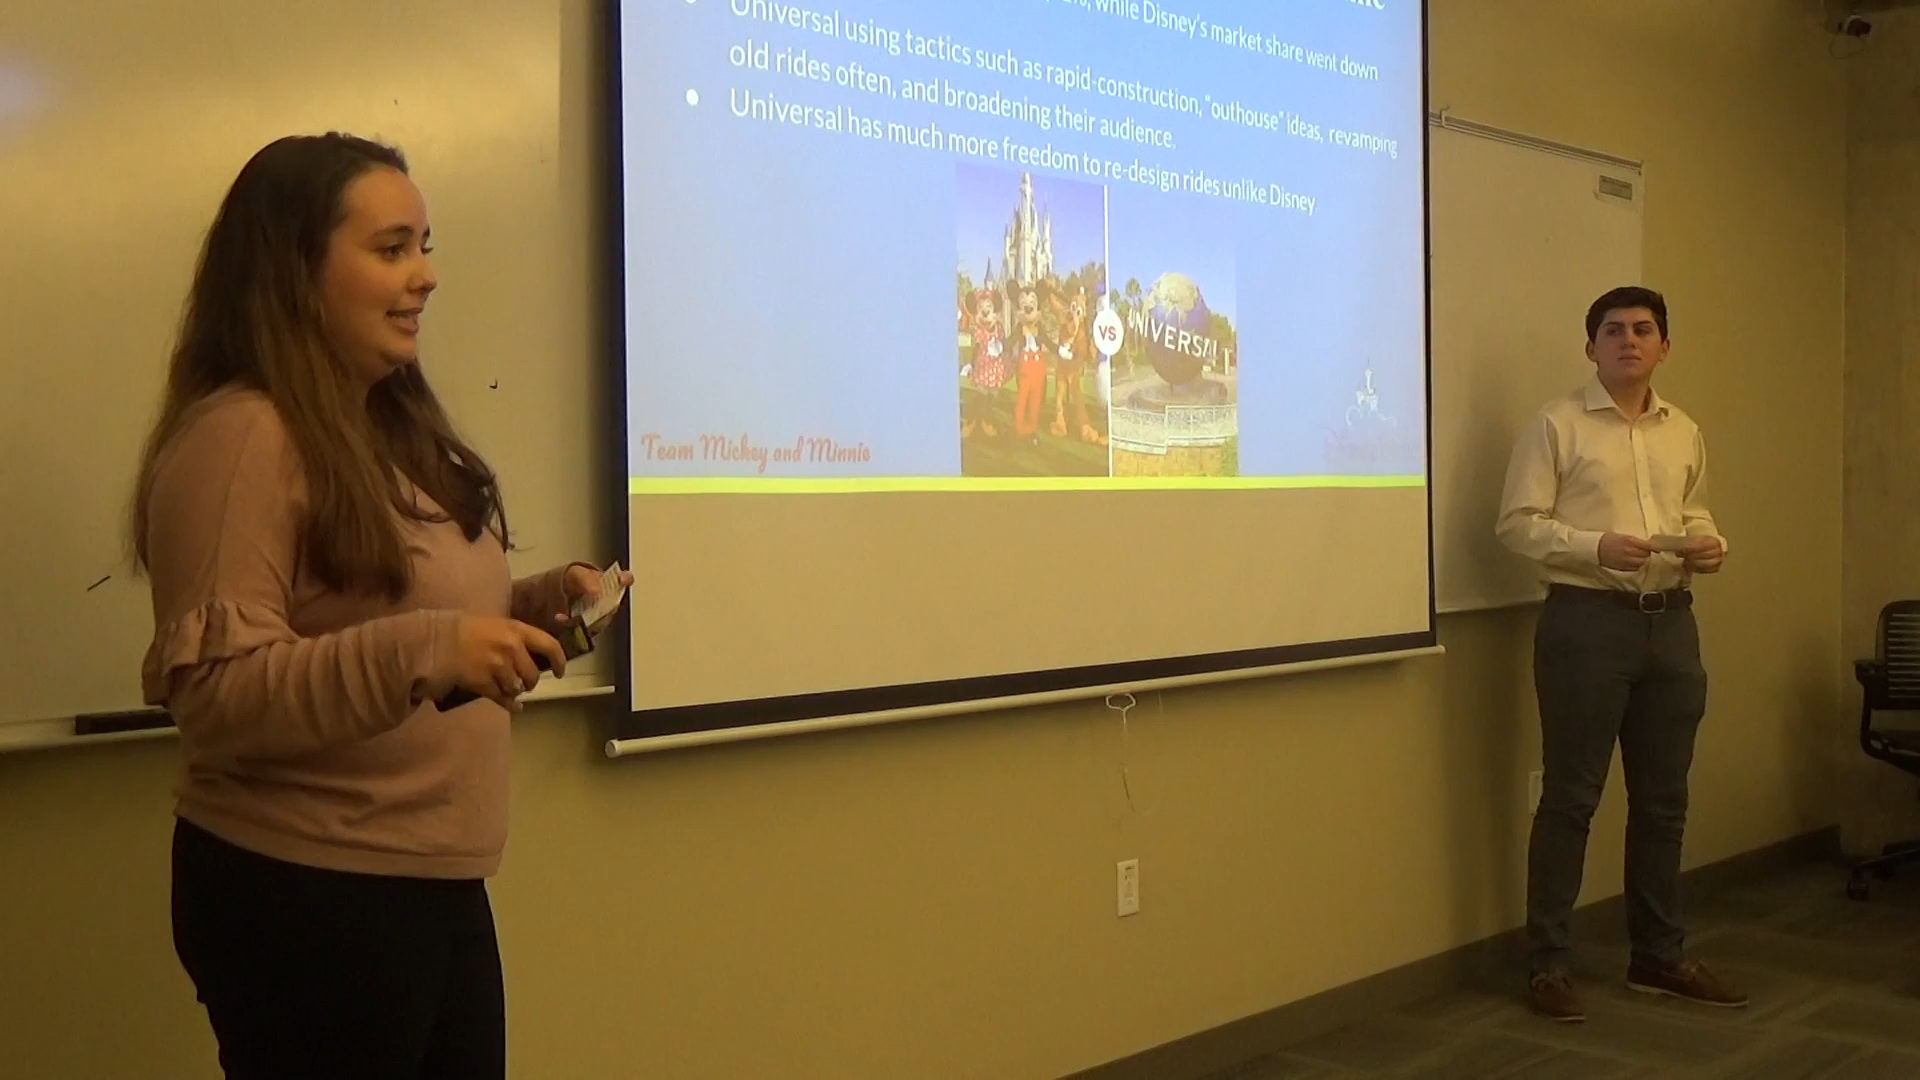 while Disney's market share went down
Universal using tactics such as rapid-construction, "outhouse" ideas, revamping
old rides often, and broadening their audience.
Universal has much more freedom to re-design rides unlike Disney.
VS
UNIVERSAL
Team Mickey and Minnie